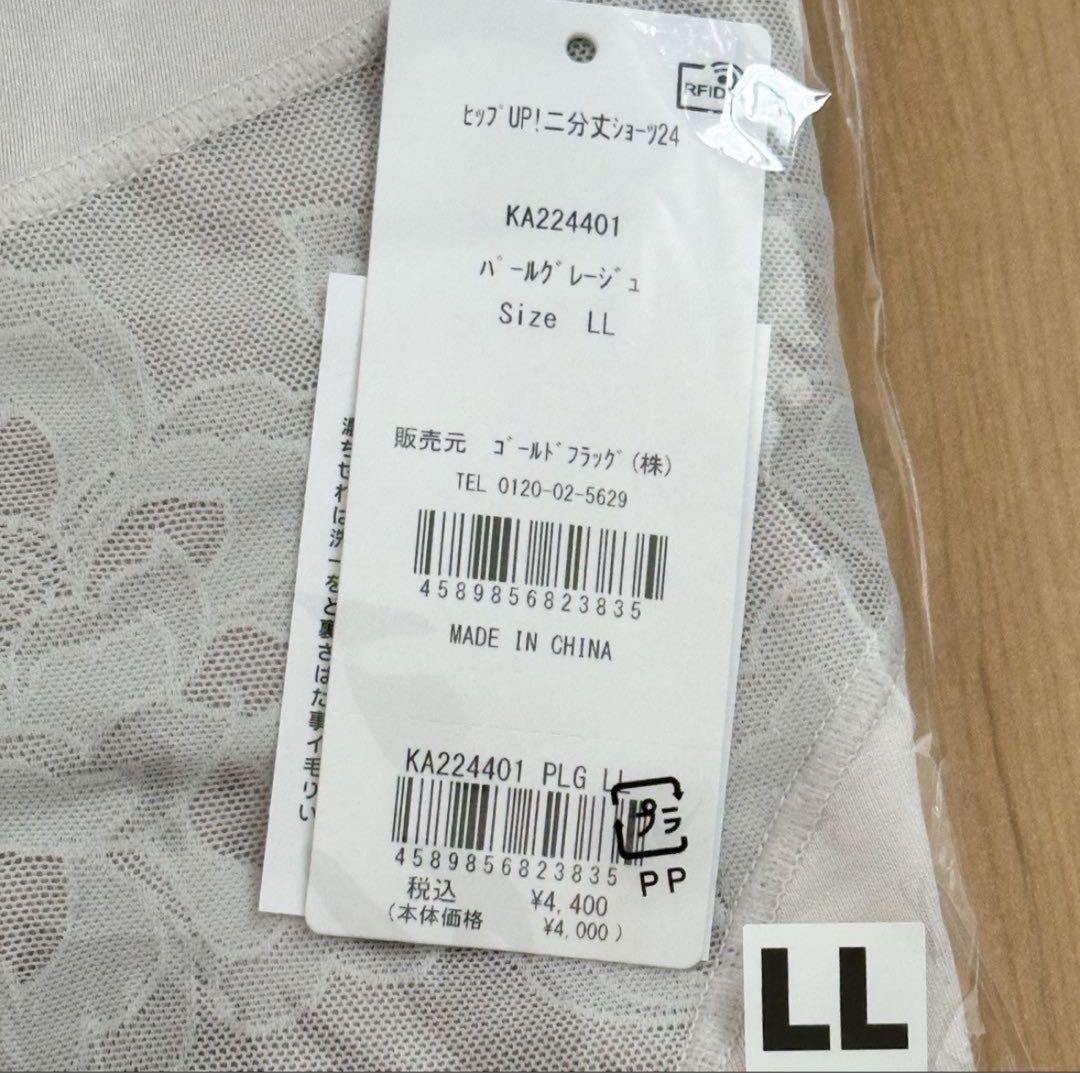 RFID
ﾋｯﾌﾟUP!二分丈ｼｮｰﾂ24
KA224401
ﾊﾟｰﾙｸﾞﾚｰｼﾞｭ
Size LL
販売元 ｺﾞｰﾙﾄﾞﾌﾗｯｸﾞ(株)
TEL 0120-02-5629
4589856823835
MADE IN CHINA
KA224401 PLG LL
4589856823835
プラ
PP
税込 ¥4,400
(本体価格 ¥4,000)
LL